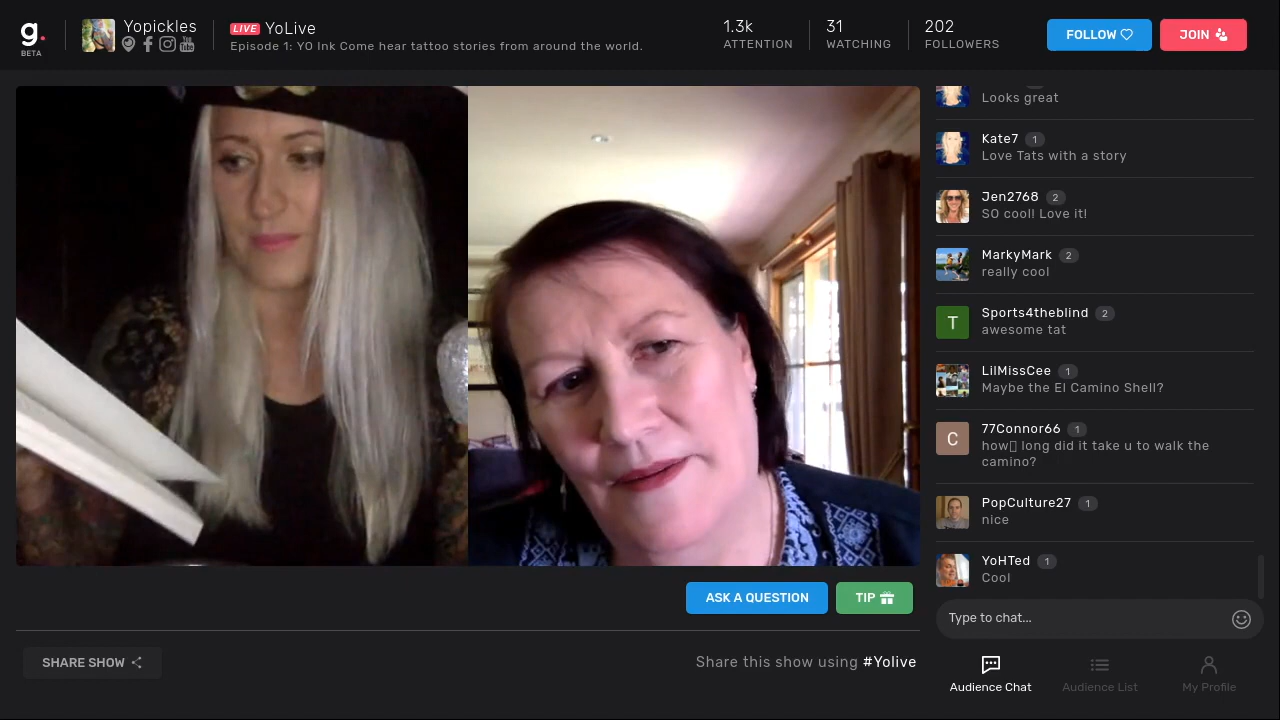 g.
BETA
Yopickles
LIVE YoLive
Episode 1: YO Ink Come hear tattoo stories from around the world.
1.3k
ATTENTION
31
WATCHING
202
FOLLOWERS
FOLLOW
JOIN
Looks great
Kate7 1
Love Tats with a story
Jen2768 2
SO cool! Love it!
MarkyMark 2
really cool
T
Sports4theblind 2
awesome tat
LilMissCee 1
Maybe the El Camino Shell?
C
77Connor66 1
how▯ long did it take u to walk the
camino?
PopCulture27 1
nice
YoHTed 1
Cool
ASK A QUESTION
TIP
Type to chat...
SHARE SHOW
Share this show using #Yolive
Audience Chat
Audience List
My Profile